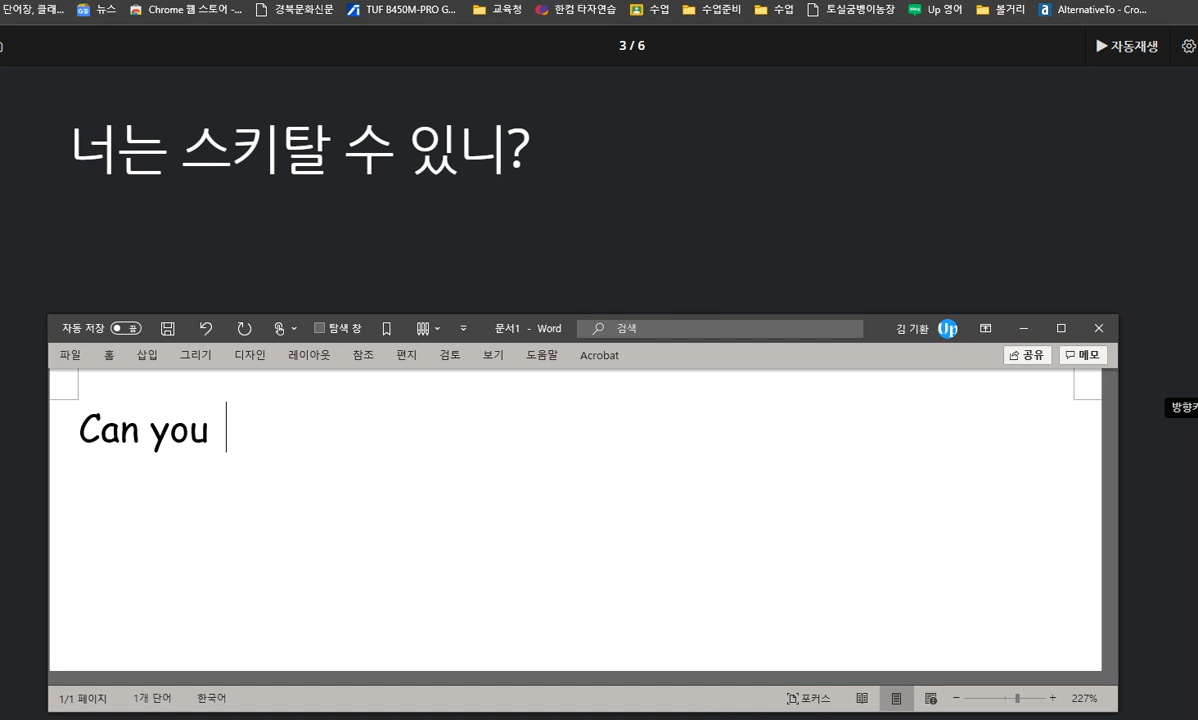 단어장, 클래... 뉴스 Chrome 웹 스토어 -... 경북문화신문 TUF B450M-PRO G... 교육청 한컴 타자연습 수업 수업준비 수업 토실굼벵이농장 Up 영어 볼거리 AlternativeTo - Cro...
3 / 6 ▶ 자동재생
너는 스키탈 수 있니?
자동 저장 끔 탐색 창 문서1 - Word 검색 김 기환 Up
파일 홈 삽입 그리기 디자인 레이아웃 참조 편지 검토 보기 도움말 Acrobat 공유 메모
방향키
Can you
1/1 페이지 1개 단어 한국어 포커스 227%